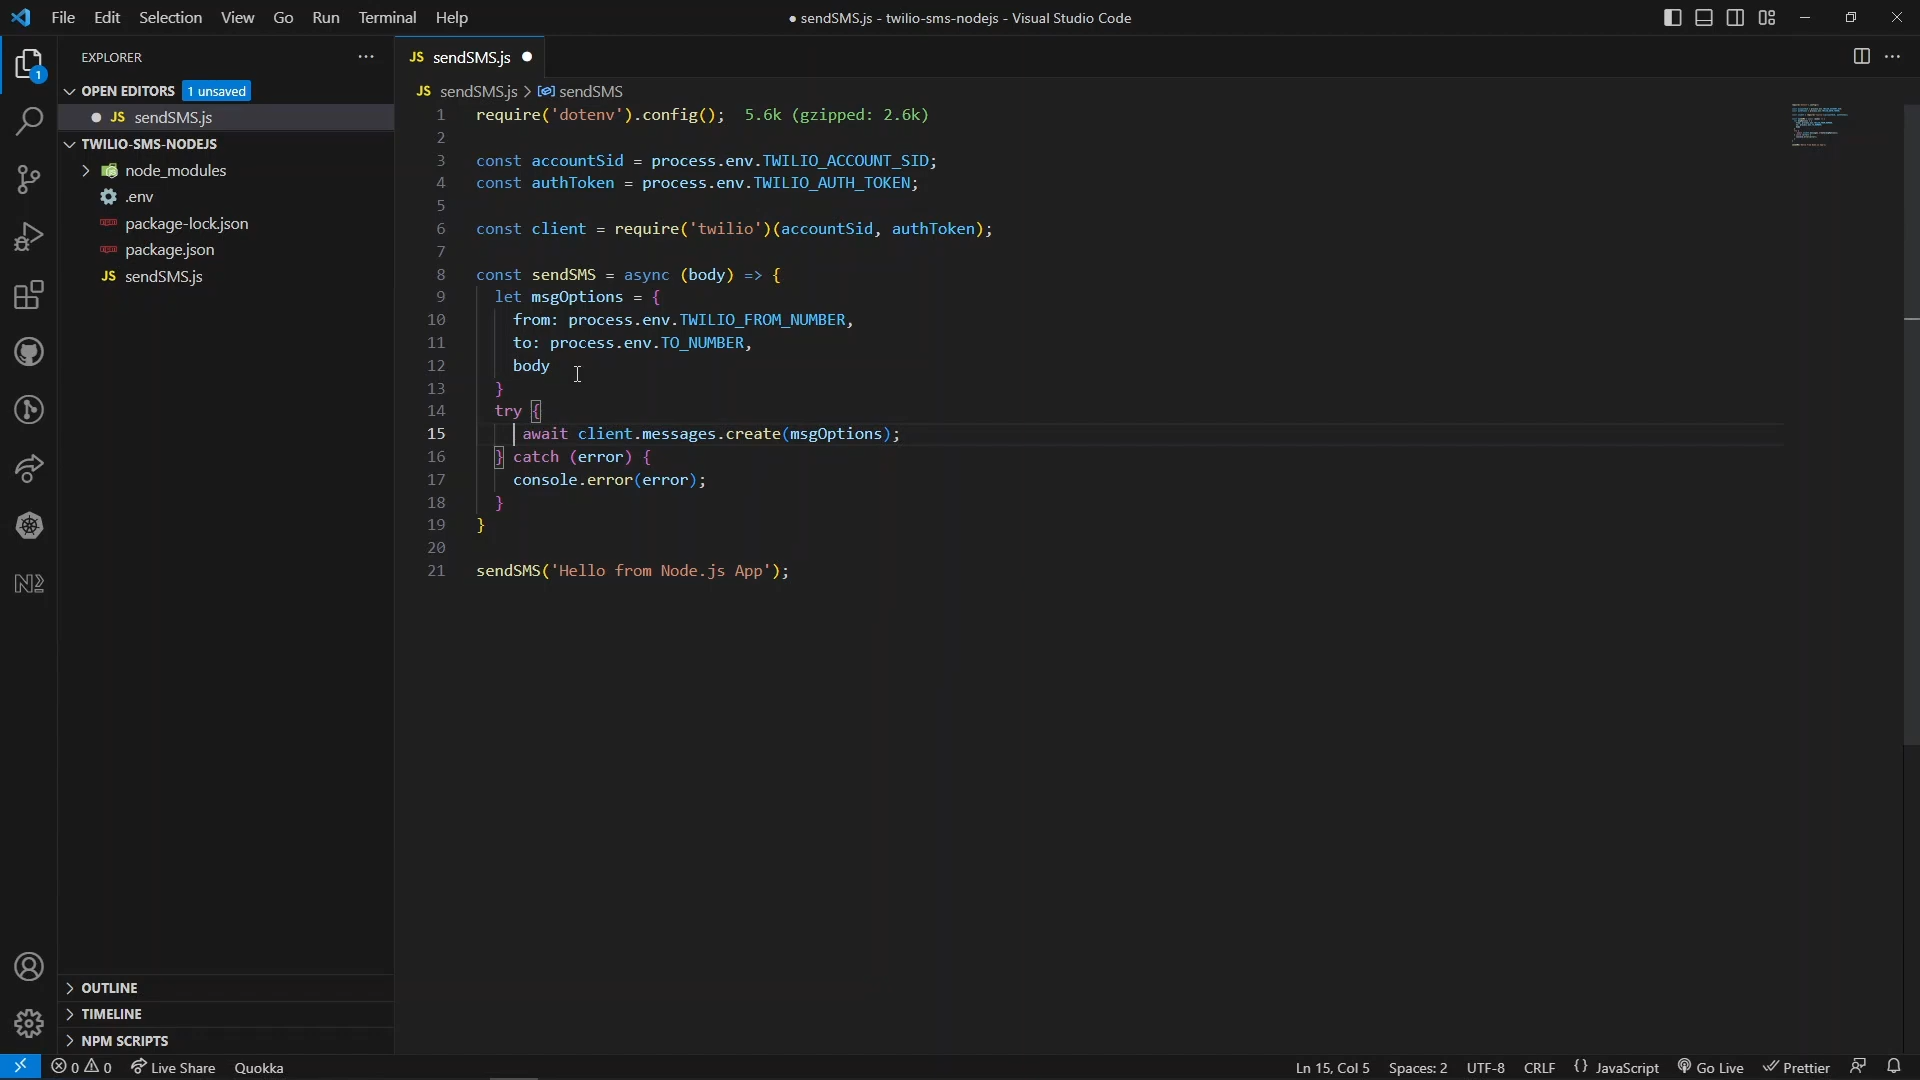 File Edit Selection View Go Run Terminal Help
● sendSMS.js - twilio-sms-nodejs - Visual Studio Code
1
EXPLORER
OPEN EDITORS 1 unsaved
JS sendSMS.js
TWILIO-SMS-NODEJS
node_modules
.env
package-lock.json
package.json
JS sendSMS.js
OUTLINE
TIMELINE
NPM SCRIPTS
JS sendSMS.js
JS sendSMS.js > sendSMS
1 require('dotenv').config(); 5.6k (gzipped: 2.6k)
2
3 const accountSid = process.env.TWILIO_ACCOUNT_SID;
4 const authToken = process.env.TWILIO_AUTH_TOKEN;
5
6 const client = require('twilio')(accountSid, authToken);
7
8 const sendSMS = async (body) => {
9 let msgOptions = {
10 from: process.env.TWILIO_FROM_NUMBER,
11 to: process.env.TO_NUMBER,
12 body
13 }
14 try {
15 await client.messages.create(msgOptions);
16 } catch (error) {
17 console.error(error);
18 }
19 }
20
21 sendSMS('Hello from Node.js App');
0 0 Live Share Quokka
Ln 15, Col 5 Spaces: 2 UTF-8 CRLF {} JavaScript Go Live Prettier